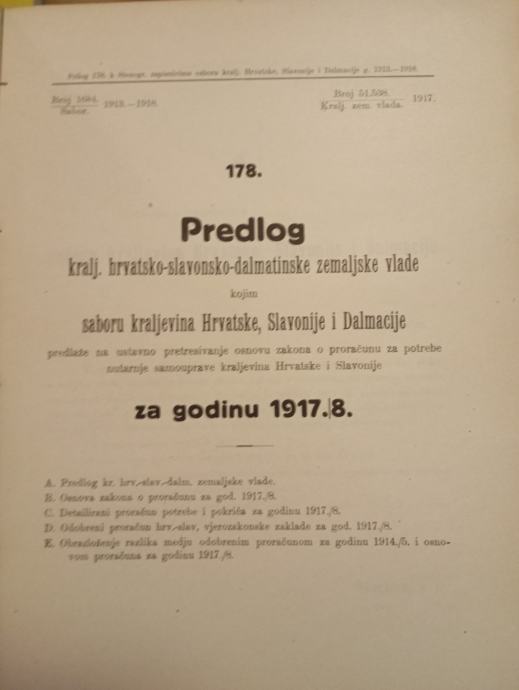 Prilog 178. k Stenogr. zapisnicima sabora kralj. Hrvatske, Slavonije i Dalmacije g. 1913.—1918.
Broj 1694. Sabor. 1913.—1918.
Broj 51.538. Kralj. zem. vlada. 1917.
178.
Predlog
kralj. hrvatsko-slavonsko-dalmatinske zemaljske vlade
kojim
saboru kraljevina Hrvatske, Slavonije i Dalmacije
predlaže na ustavno pretresivanje osnovu zakona o proračunu za potrebe
nutarnje samouprave kraljevina Hrvatske i Slavonije
za godinu 1917./8.
A. Predlog kr. hrv.-slav.-dalm. zemaljske vlade.
B. Osnova zakona o proračunu za god. 1917./8.
C. Detailirani proračun potrebe i pokrića za godinu 1917./8.
D. Odobreni proračun hrv.-slav. vjerozakonske zaklade za god. 1917./8.
E. Obrazloženje razlika medju odobrenim proračunom za godinu 1914./5. i osno-
vom proračuna za godinu 1917./8.